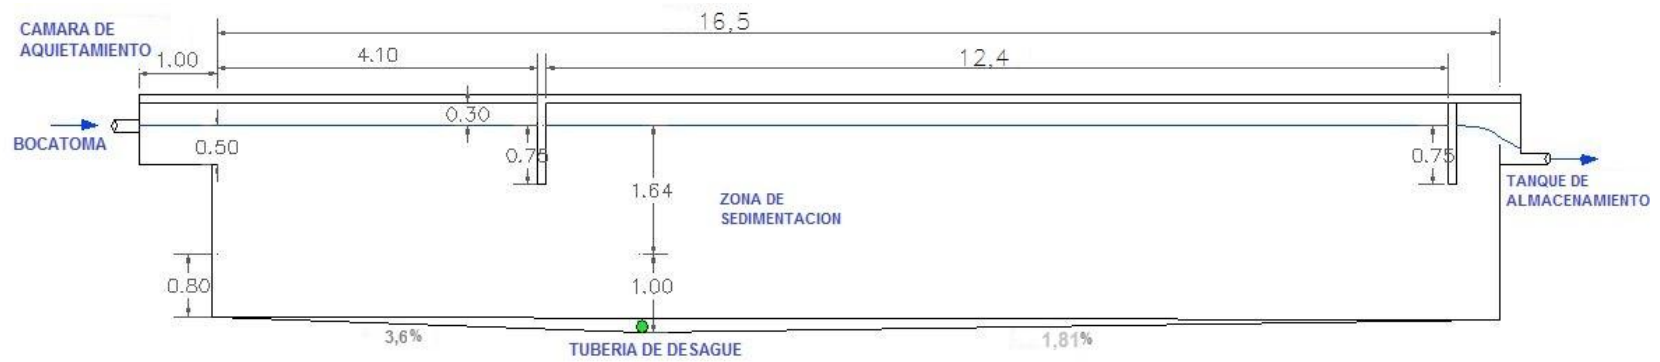 16,5
CAMARA DE
AQUIETAMIENTO
1.00
4.10
12,4
0.30
BOCATOMA
0.50
0.75
0.75
1.64
ZONA DE
SEDIMENTACION
TANQUE DE
ALMACENAMIENTO
0.80
1.00
3,6%
TUBERIA DE DESAGUE
1,81%